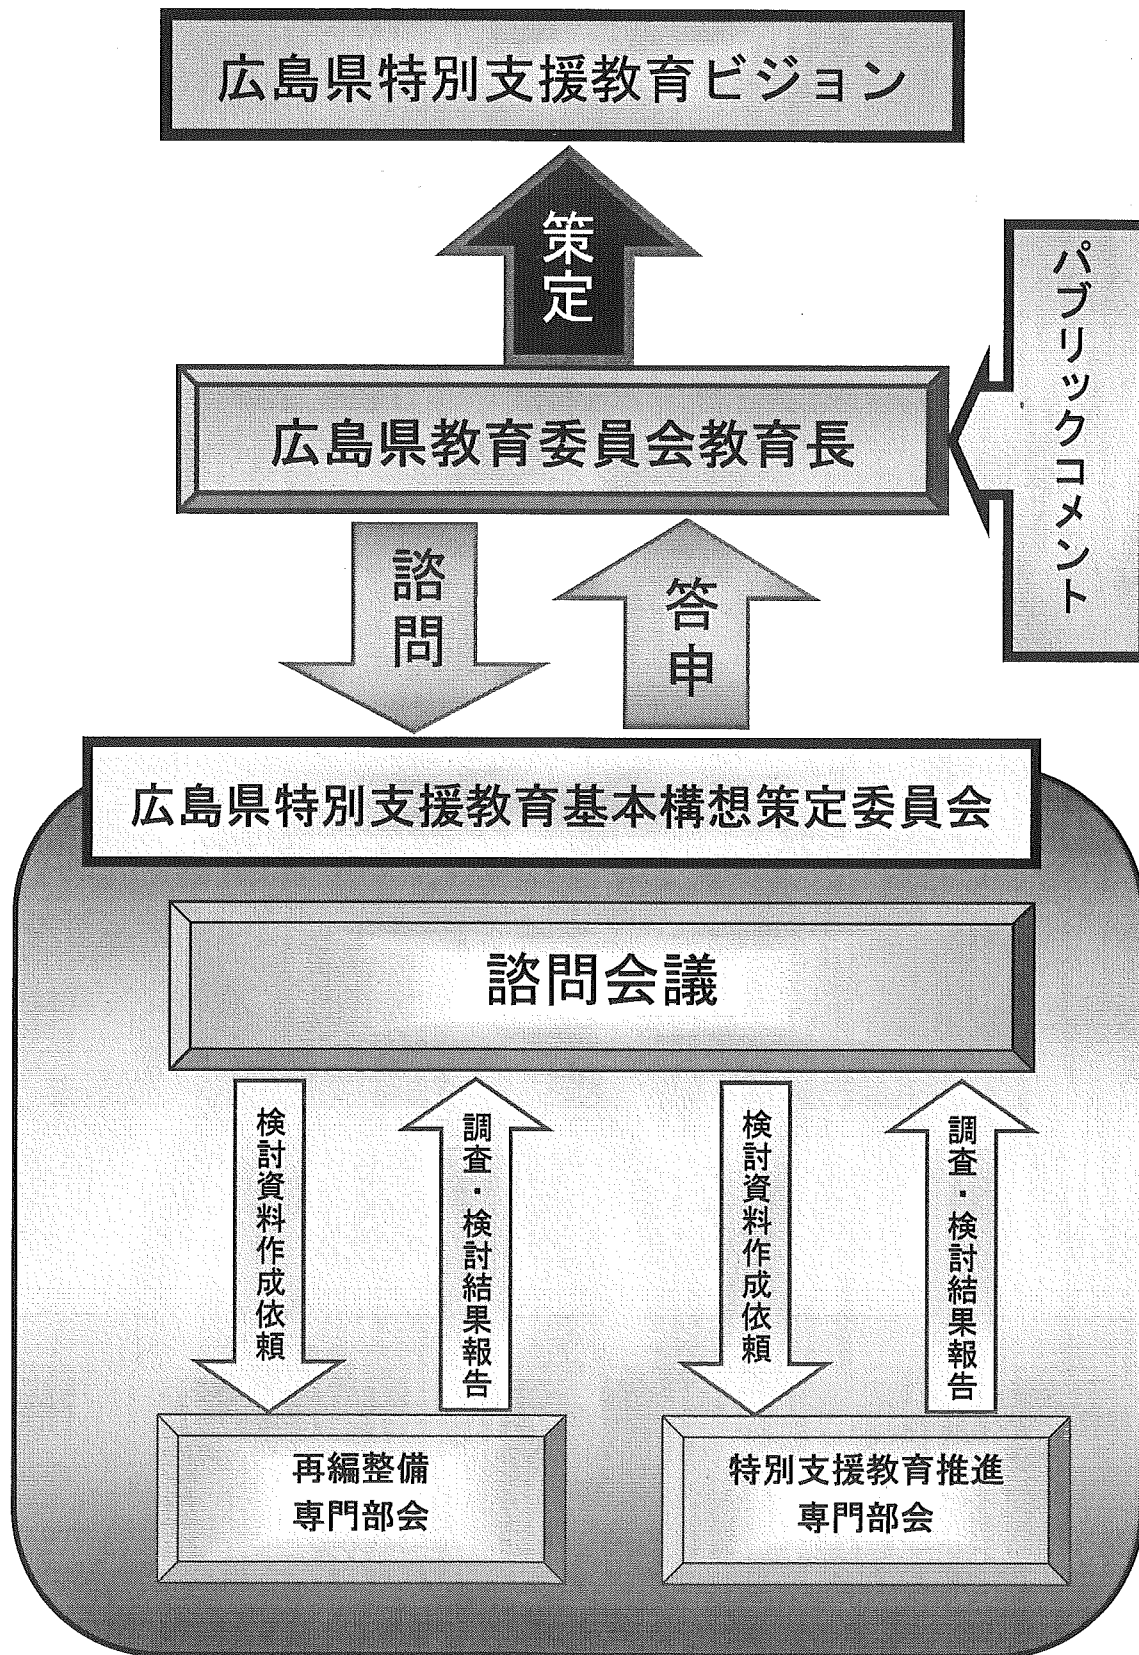 広島県特別支援教育ビジョン
策定
パブリックコメント
広島県教育委員会教育長
諮問
答申
広島県特別支援教育基本構想策定委員会
諮問会議
検討資料作成依頼
調査・検討結果報告
検討資料作成依頼
調査・検討結果報告
再編整備
専門部会
特別支援教育推進
専門部会